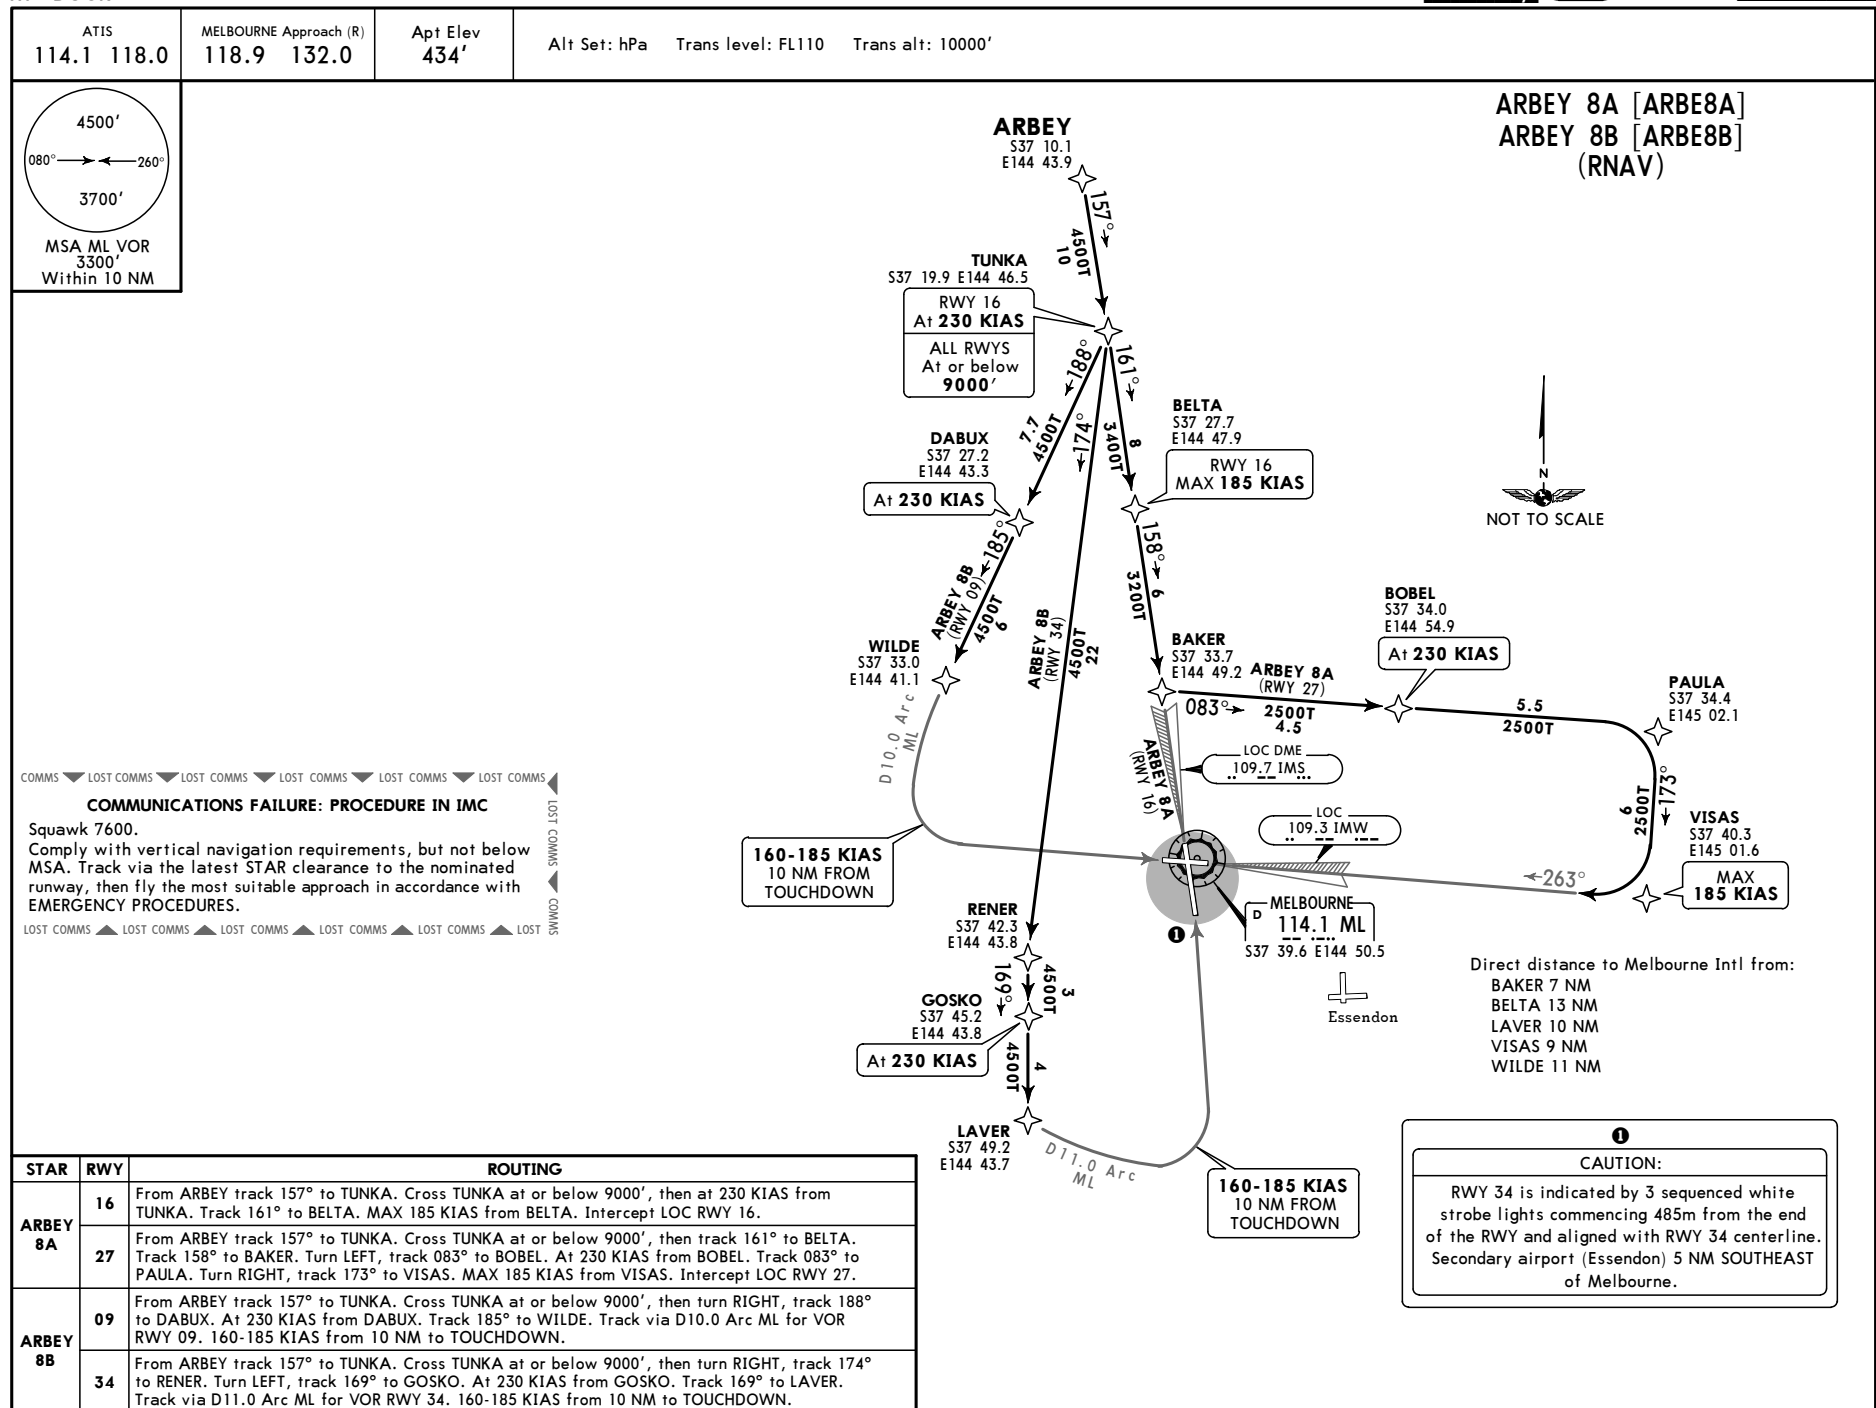 ATIS
114.1 118.0
MELBOURNE Approach (R)
118.9 132.0
Apt Elev
434'
Alt Set: hPa Trans level: FL110 Trans alt: 10000'
4500'
080° 260°
3700'
MSA ML VOR
3300'
Within 10 NM
ARBEY 8A [ARBE8A]
ARBEY 8B [ARBE8B]
(RNAV)
ARBEY
S37 10.1
E144 43.9
157°
4500T
10
TUNKA
S37 19.9 E144 46.5
RWY 16
At 230 KIAS
ALL RWYS
At or below
9000'
188°
7.7
4500T
174°
161°
8
3400T
BELTA
S37 27.7
E144 47.9
RWY 16
MAX 185 KIAS
DABUX
S37 27.2
E144 43.3
At 230 KIAS
N
NOT TO SCALE
185°
ARBEY 8B
(RWY 09)
4500T
6
ARBEY 8B
(RWY 34)
4500T
22
158°
6
3200T
WILDE
S37 33.0
E144 41.1
D10.0 Arc
ML
BAKER
S37 33.7
E144 49.2
ARBEY 8A
(RWY 27)
083°
2500T
4.5
BOBEL
S37 34.0
E144 54.9
At 230 KIAS
5.5
2500T
PAULA
S37 34.4
E145 02.1
173°
6
2500T
VISAS
S37 40.3
E145 01.6
MAX
185 KIAS
263°
ARBEY 8A
(RWY 16)
LOC DME
109.7 IMS
LOC
109.3 IMW
MELBOURNE
D 114.1 ML
S37 39.6 E144 50.5
1
Essendon
160-185 KIAS
10 NM FROM
TOUCHDOWN
COMMS LOST COMMS LOST COMMS LOST COMMS LOST COMMS LOST COMMS
LOST COMMS COMMS
COMMUNICATIONS FAILURE: PROCEDURE IN IMC
Squawk 7600.
Comply with vertical navigation requirements, but not below
MSA. Track via the latest STAR clearance to the nominated
runway, then fly the most suitable approach in accordance with
EMERGENCY PROCEDURES.
LOST COMMS LOST COMMS LOST COMMS LOST COMMS LOST COMMS LOST
RENER
S37 42.3
E144 43.8
169°
3
4500T
GOSKO
S37 45.2
E144 43.8
At 230 KIAS
4
4500T
LAVER
S37 49.2
E144 43.7
D11.0 Arc
ML
160-185 KIAS
10 NM FROM
TOUCHDOWN
Direct distance to Melbourne Intl from:
BAKER 7 NM
BELTA 13 NM
LAVER 10 NM
VISAS 9 NM
WILDE 11 NM
1
CAUTION:
RWY 34 is indicated by 3 sequenced white
strobe lights commencing 485m from the end
of the RWY and aligned with RWY 34 centerline.
Secondary airport (Essendon) 5 NM SOUTHEAST
of Melbourne.
STAR RWY ROUTING
ARBEY
8A
16
From ARBEY track 157° to TUNKA. Cross TUNKA at or below 9000', then at 230 KIAS from
TUNKA. Track 161° to BELTA. MAX 185 KIAS from BELTA. Intercept LOC RWY 16.
27
From ARBEY track 157° to TUNKA. Cross TUNKA at or below 9000', then track 161° to BELTA.
Track 158° to BAKER. Turn LEFT, track 083° to BOBEL. At 230 KIAS from BOBEL. Track 083° to
PAULA. Turn RIGHT, track 173° to VISAS. MAX 185 KIAS from VISAS. Intercept LOC RWY 27.
ARBEY
8B
09
From ARBEY track 157° to TUNKA. Cross TUNKA at or below 9000', then turn RIGHT, track 188°
to DABUX. At 230 KIAS from DABUX. Track 185° to WILDE. Track via D10.0 Arc ML for VOR
RWY 09. 160-185 KIAS from 10 NM to TOUCHDOWN.
34
From ARBEY track 157° to TUNKA. Cross TUNKA at or below 9000', then turn RIGHT, track 174°
to RENER. Turn LEFT, track 169° to GOSKO. At 230 KIAS from GOSKO. Track 169° to LAVER.
Track via D11.0 Arc ML for VOR RWY 34. 160-185 KIAS from 10 NM to TOUCHDOWN.